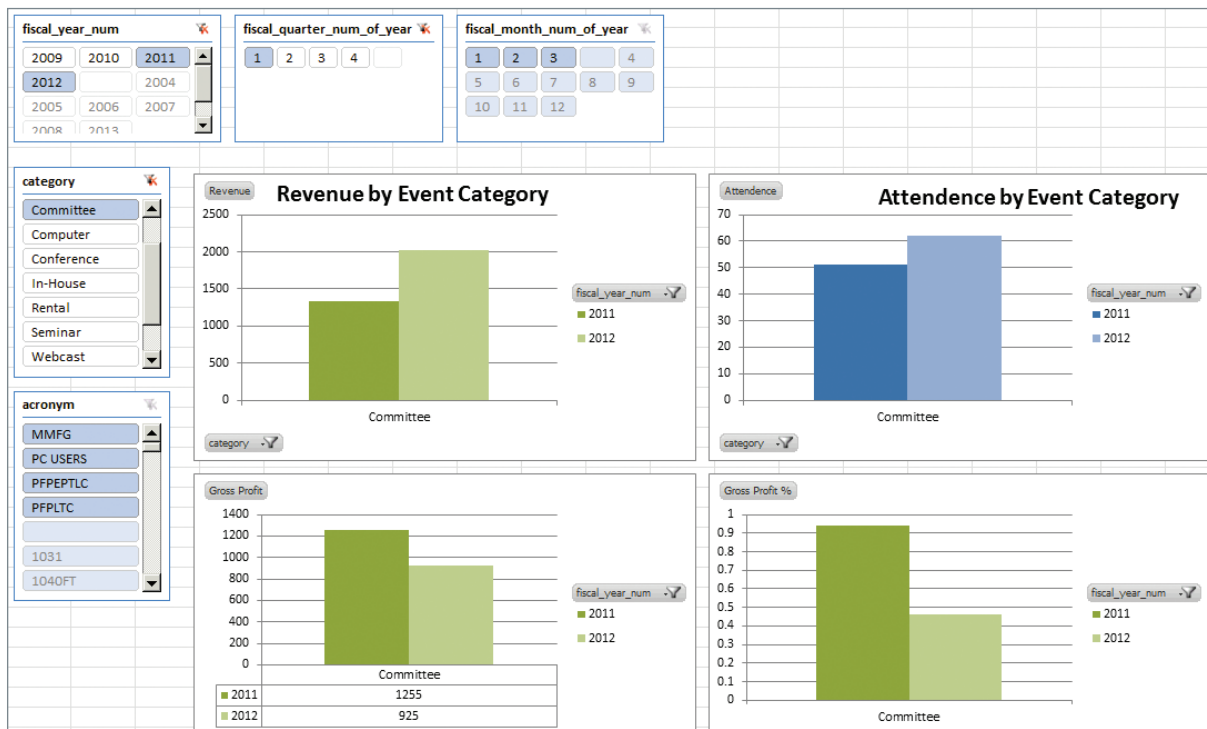 fiscal_year_num
2009 2010 2011
2012 2004
2005 2006 2007
2008 2013
fiscal_quarter_num_of_year
1 2 3 4
fiscal_month_num_of_year
1 2 3 4
5 6 7 8 9
10 11 12
category
Committee
Computer
Conference
In-House
Rental
Seminar
Webcast
acronym
MMFG
PC USERS
PFPEPTLC
PFPLTC
1031
1040FT
Revenue
Revenue by Event Category
2500
2000
1500
1000
500
0
Committee
fiscal_year_num
2011
2012
category
Attendence
Attendence by Event Category
70
60
50
40
30
20
10
0
Committee
fiscal_year_num
2011
2012
category
Gross Profit
1400
1200
1000
800
600
400
200
0
Committee
2011 1255
2012 925
fiscal_year_num
2011
2012
Gross Profit %
1
0.9
0.8
0.7
0.6
0.5
0.4
0.3
0.2
0.1
0
Committee
fiscal_year_num
2011
2012